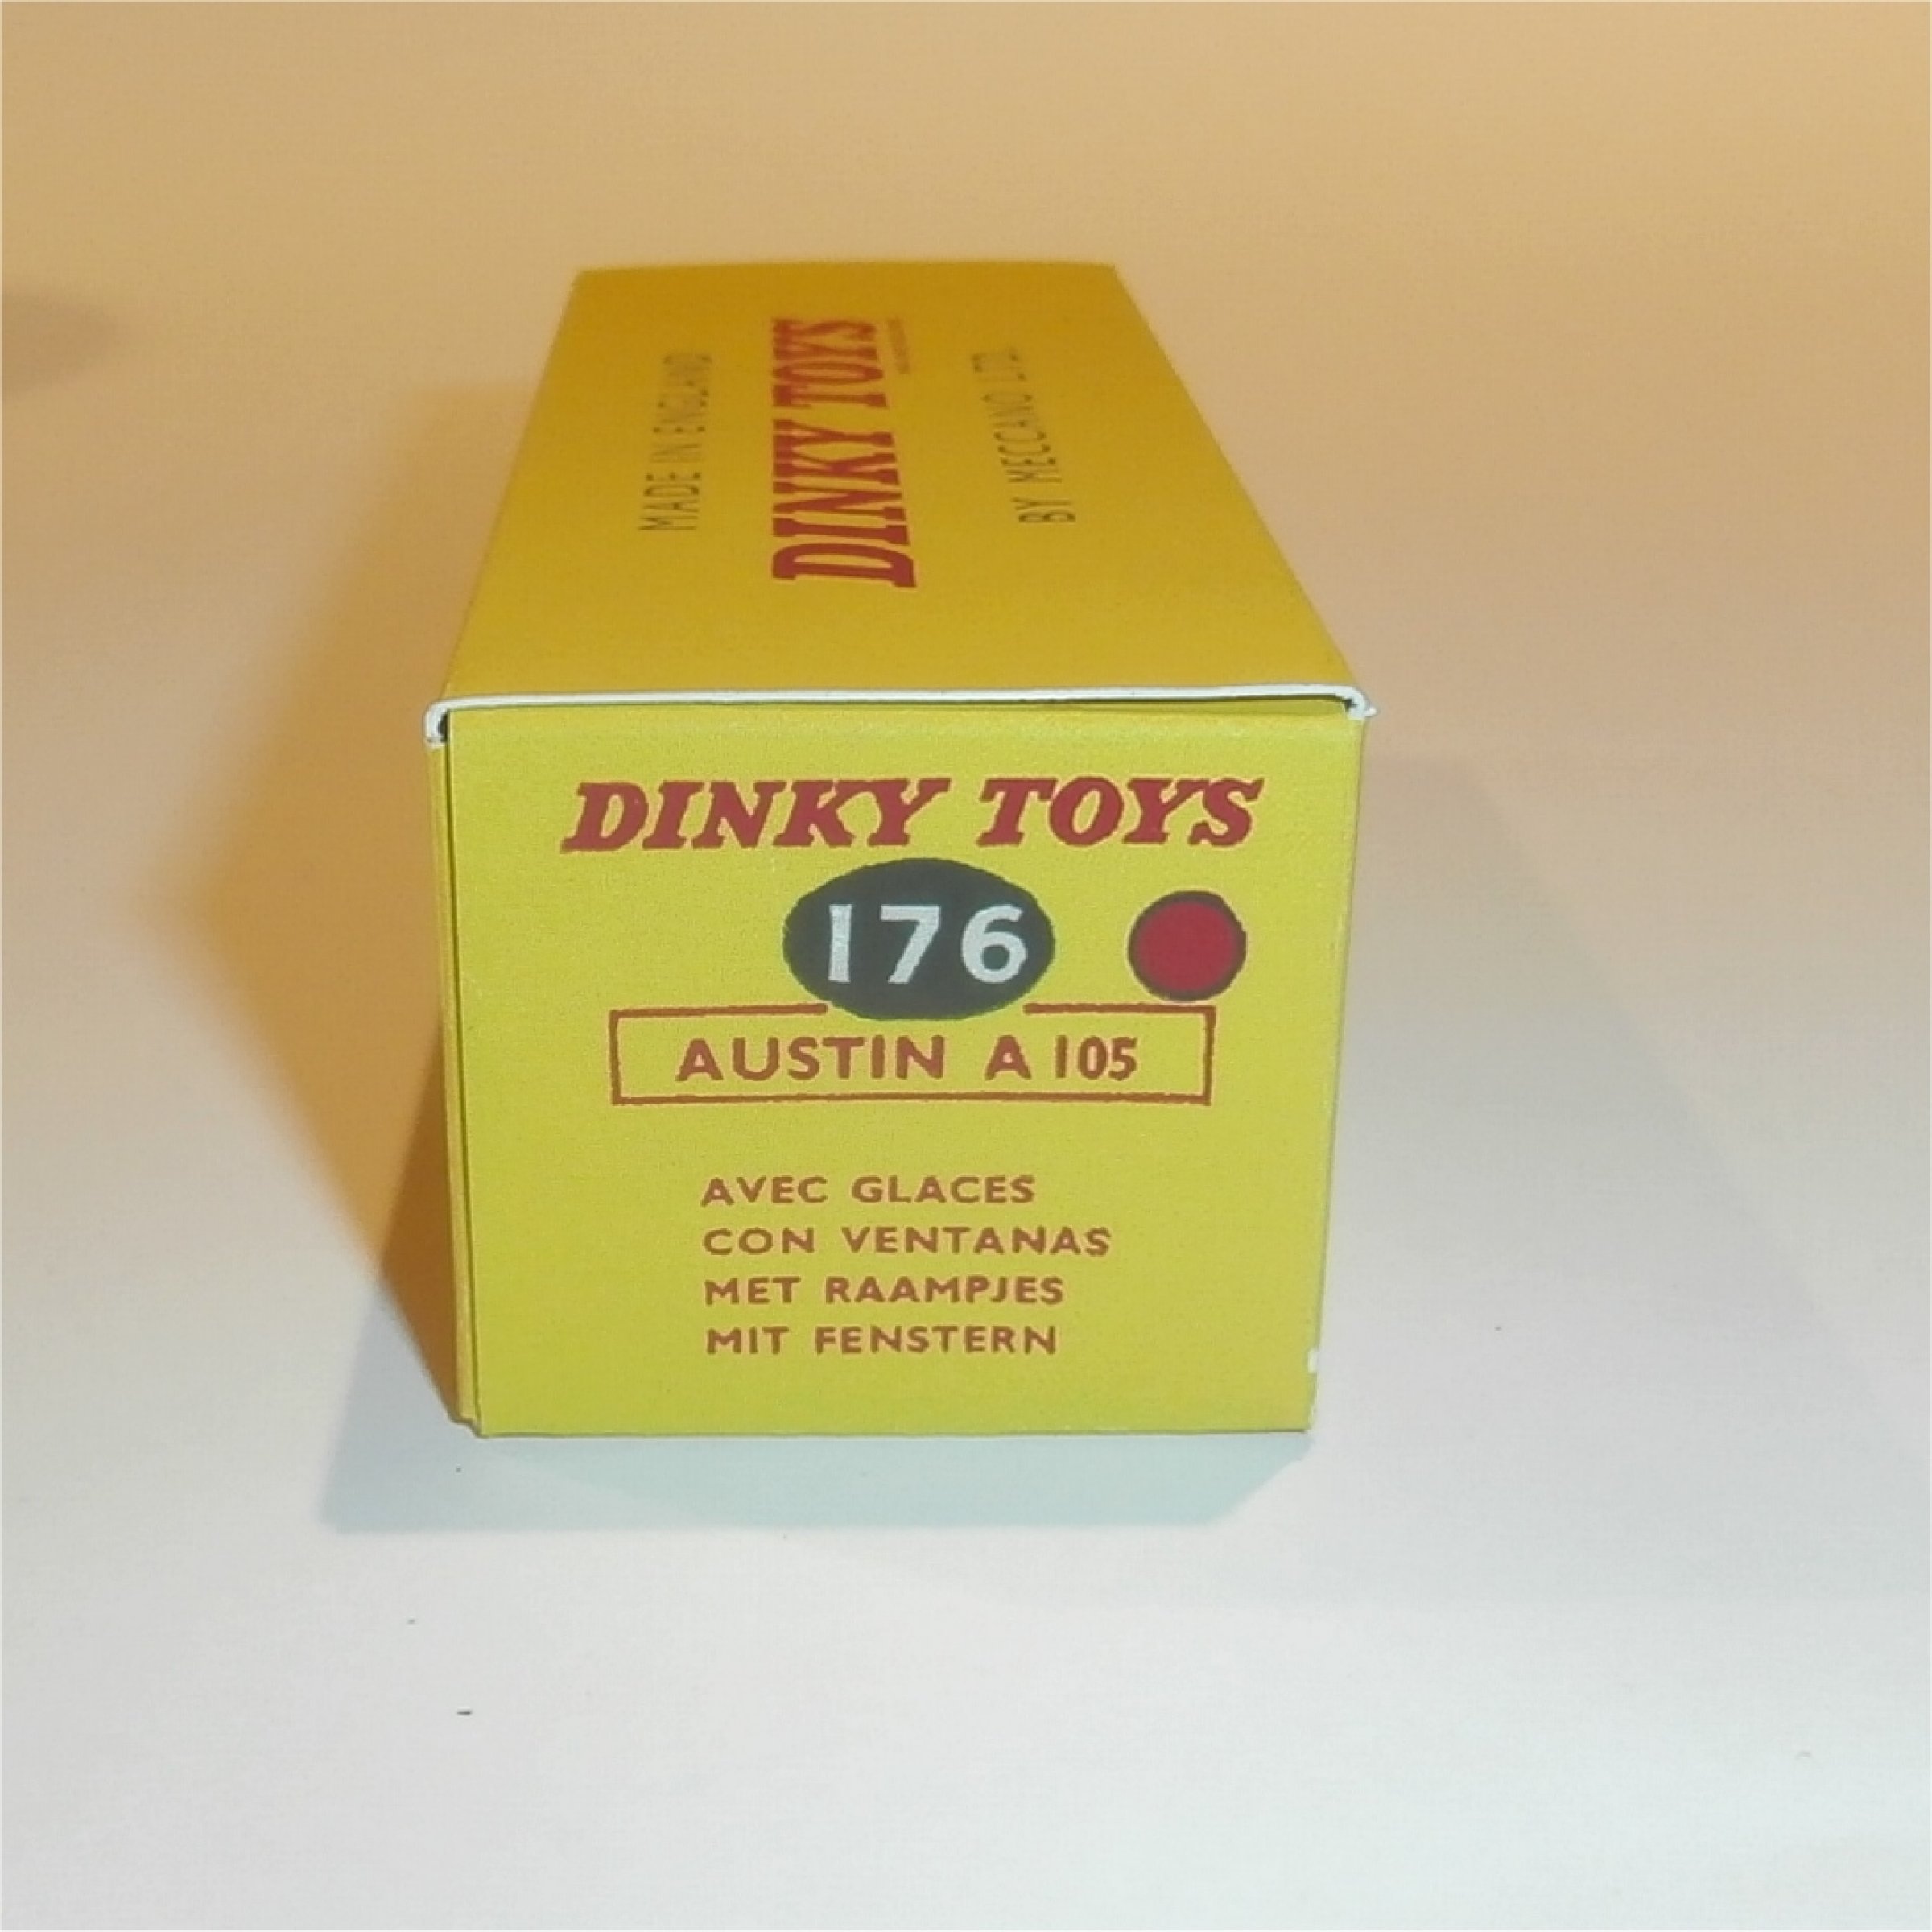 MADE IN ENGLAND
DINKY TOYS
BY MECCANO LTD.
DINKY TOYS
176
AUSTIN A105
AVEC GLACES
CON VENTANAS
MET RAAMPJES
MIT FENSTERN